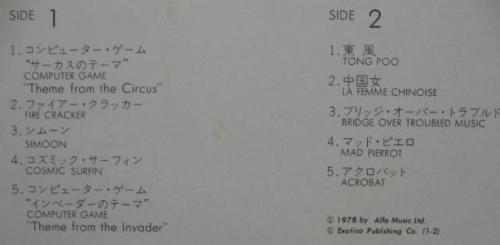 SIDE 1
1. コンピューター・ゲーム
“サーカスのテーマ”
COMPUTER GAME
"Theme from the Circus"
2. ファイアー・クラッカー
FIRE CRACKER
3. シムーン
SIMOON
4. コズミック・サーフィン
COSMIC SURFIN'
5. コンピューター・ゲーム
“インベーダーのテーマ”
COMPUTER GAME
"Theme from the Invader"
SIDE 2
1. 東風
TONG POO
2. 中国女
LA FEMME CHINOISE
3. ブリッジ・オーバー・トラブルド
BRIDGE OVER TROUBLED MUSIC
4. マッド・ピエロ
MAD PIERROT
5. アクロバット
ACROBAT
© 1978 by Alfa Music Ltd.
© Exotica Publishing Co. (1-2)